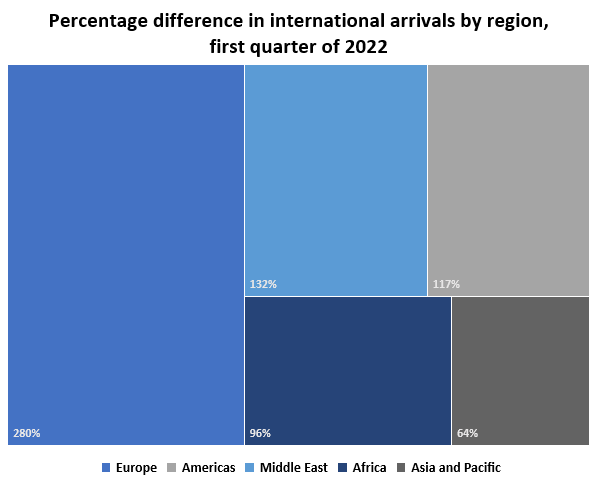 Percentage difference in international arrivals by region,
first quarter of 2022
132%
117%
280%
96%
64%
Europe Americas Middle East Africa Asia and Pacific